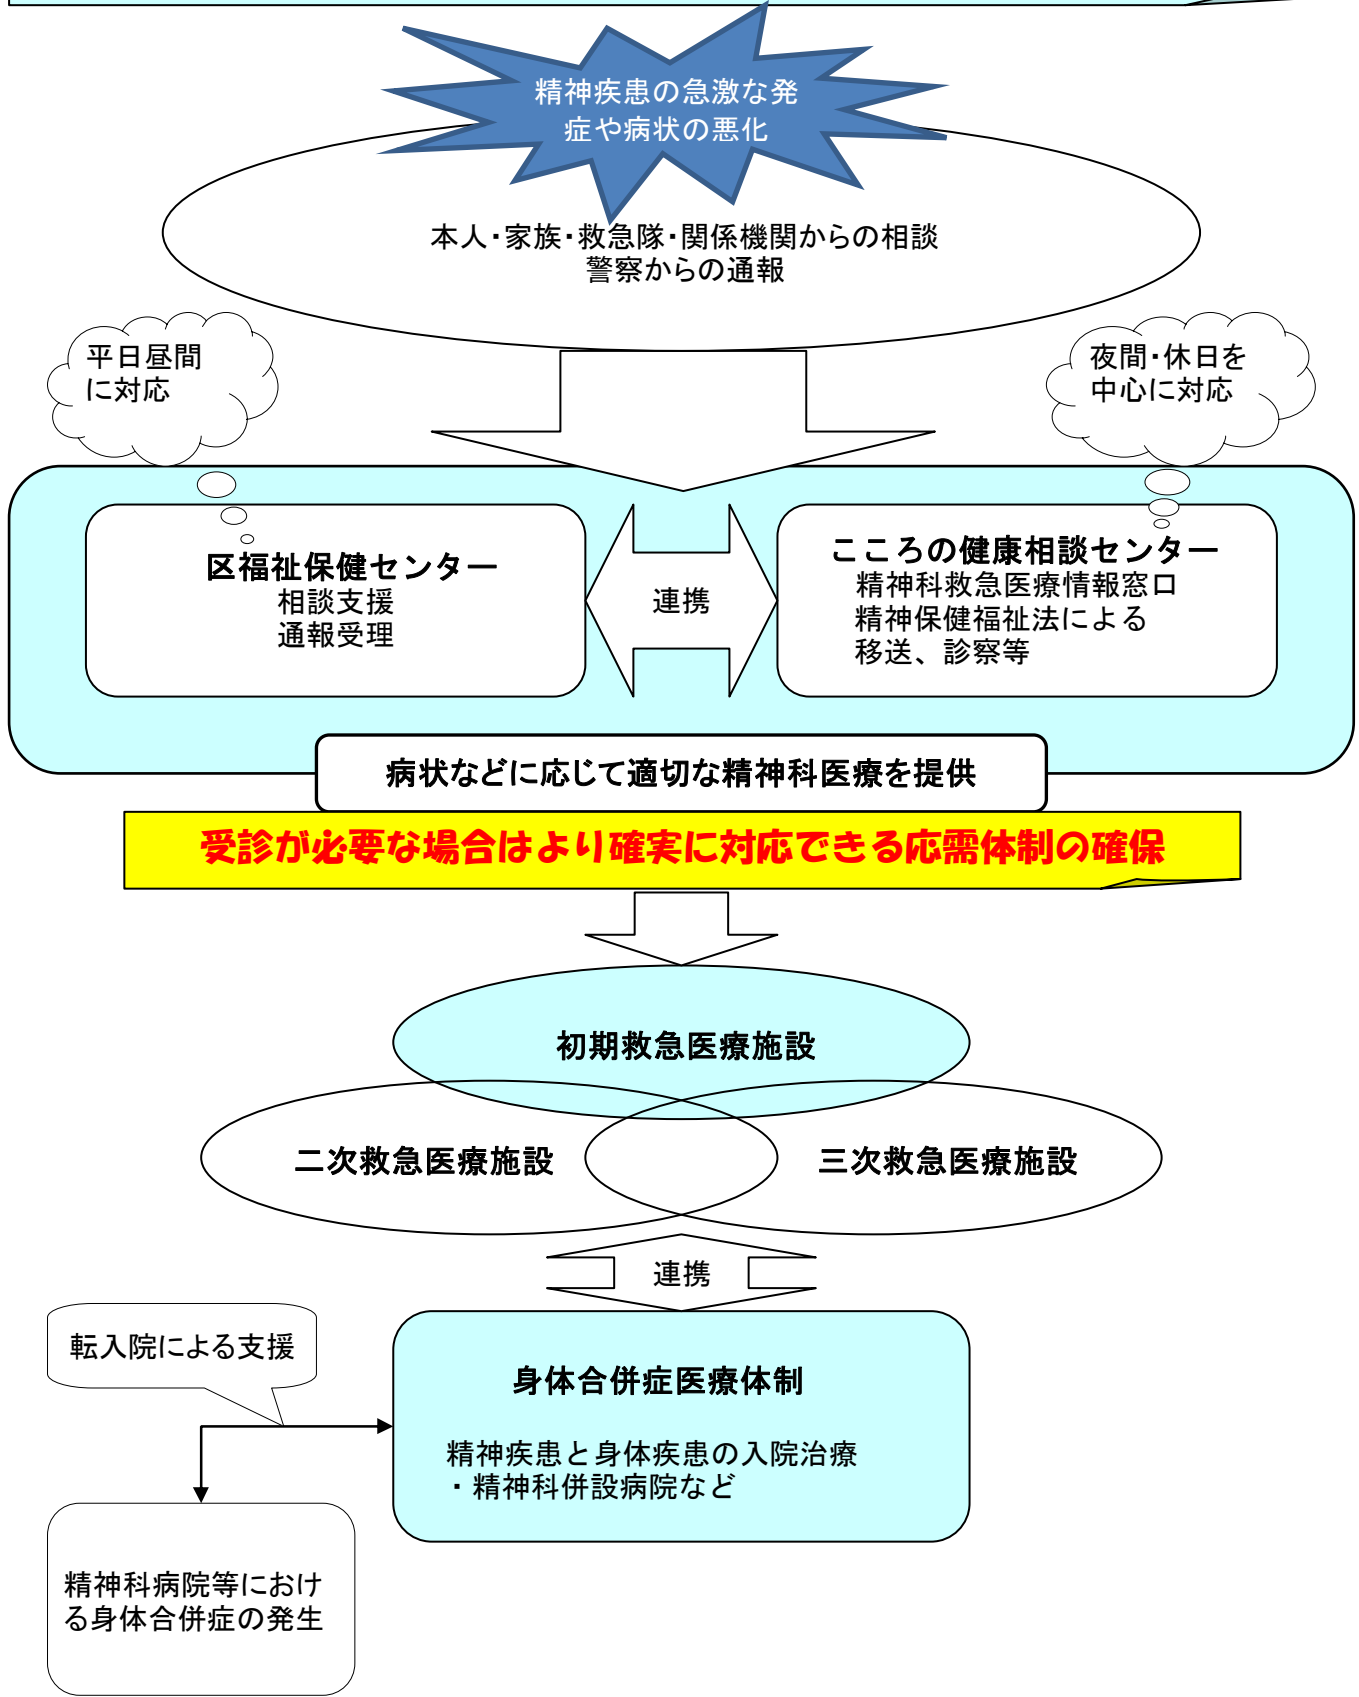 精神疾患の急激な発
症や病状の悪化
本人・家族・救急隊・関係機関からの相談
警察からの通報
平日昼間
に対応
夜間・休日を
中心に対応
区福祉保健センター
相談支援
通報受理
連携
こころの健康相談センター
精神科救急医療情報窓口
精神保健福祉法による
移送、診察等
病状などに応じて適切な精神科医療を提供
受診が必要な場合はより確実に対応できる応需体制の確保
初期救急医療施設
二次救急医療施設
三次救急医療施設
連携
転入院による支援
身体合併症医療体制
精神疾患と身体疾患の入院治療
・精神科併設病院など
精神科病院等におけ
る身体合併症の発生